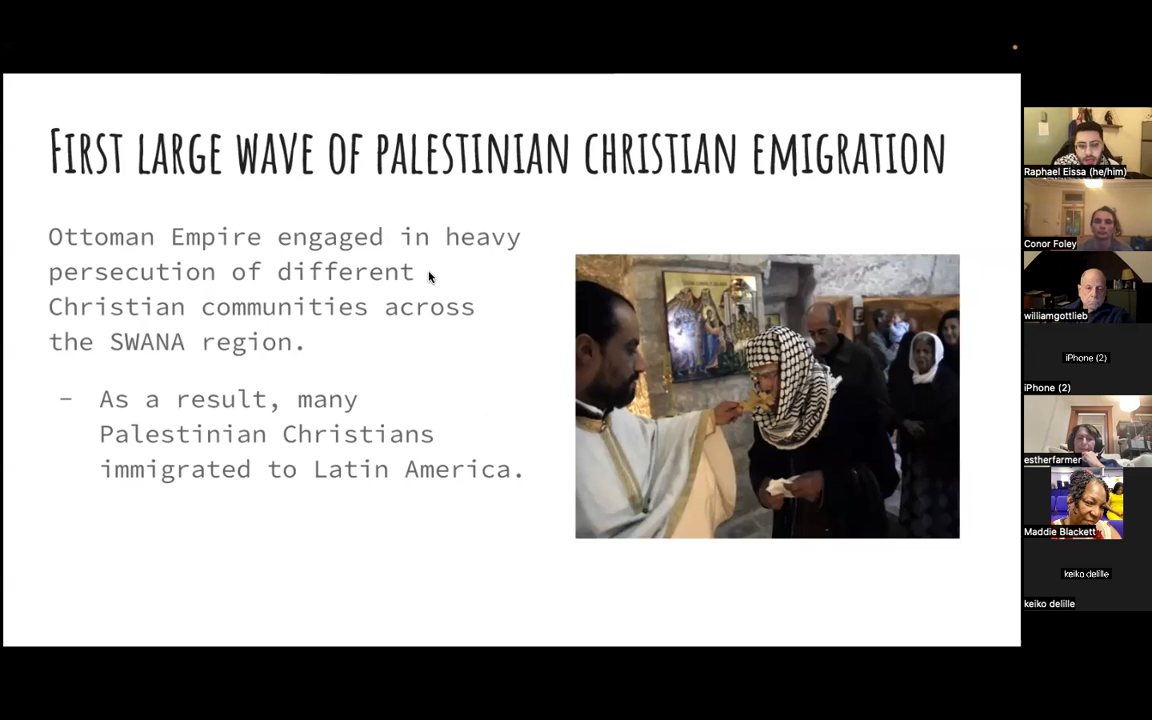 FIRST LARGE WAVE OF PALESTINIAN CHRISTIAN EMIGRATION
Ottoman Empire engaged in heavy
persecution of different
Christian communities across
the SWANA region.
- As a result, many
Palestinian Christians
immigrated to Latin America.
Raphael Eissa (he/him)
Conor Foley
williamgottlieb
iPhone (2)
iPhone (2)
estherfarmer
Maddie Blackett
keiko delille
keiko delille